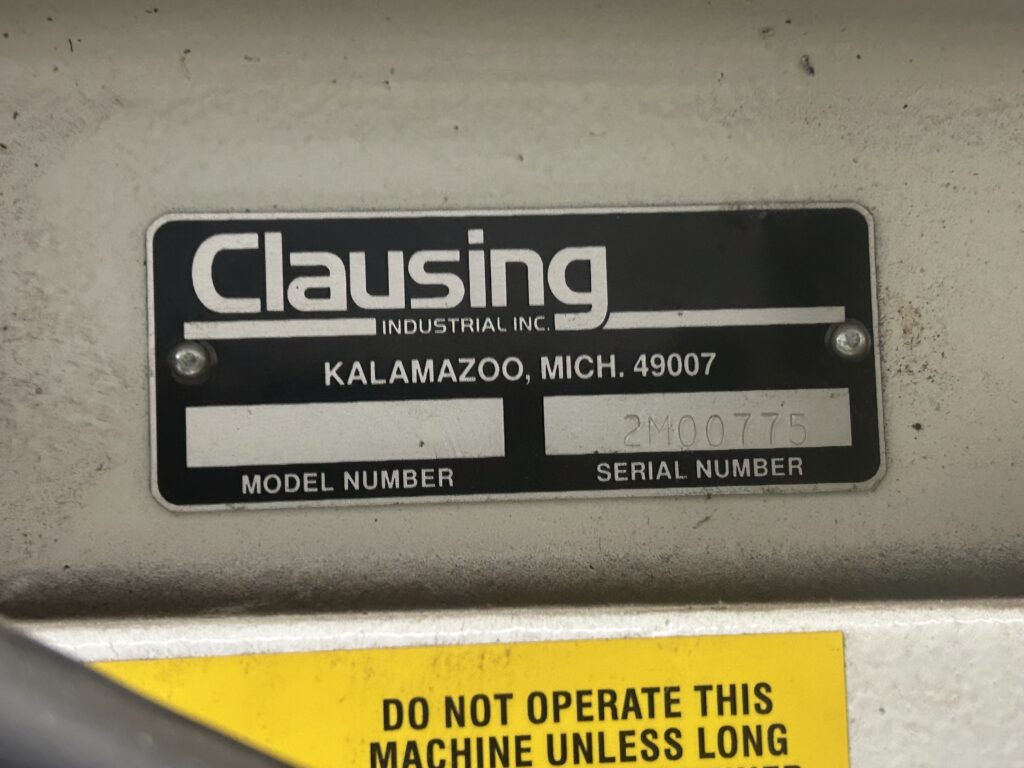 Clausing
INDUSTRIAL INC.
KALAMAZOO, MICH. 49007
2M00775
MODEL NUMBER
SERIAL NUMBER
DO NOT OPERATE THIS
MACHINE UNLESS LONG